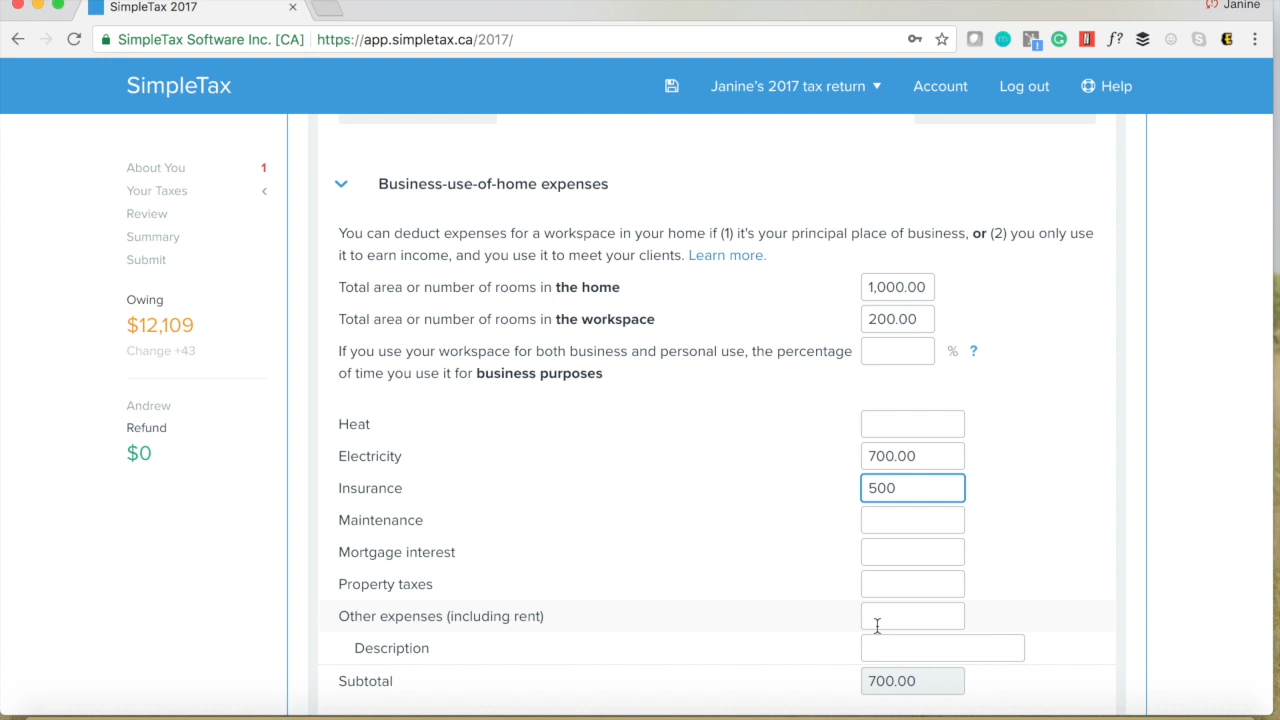 SimpleTax 2017
Janine
SimpleTax Software Inc. [CA] https://app.simpletax.ca/2017/
SimpleTax
Janine's 2017 tax return
Account
Log out
Help
About You 1
Your Taxes
Review
Summary
Submit
Owing
$12,109
Change +43
Andrew
Refund
$0
Business-use-of-home expenses
You can deduct expenses for a workspace in your home if (1) it's your principal place of business, or (2) you only use
it to earn income, and you use it to meet your clients. Learn more.
Total area or number of rooms in the home 1,000.00
Total area or number of rooms in the workspace 200.00
If you use your workspace for both business and personal use, the percentage % ?
of time you use it for business purposes
Heat
Electricity 700.00
Insurance 500
Maintenance
Mortgage interest
Property taxes
Other expenses (including rent)
Description
Subtotal 700.00